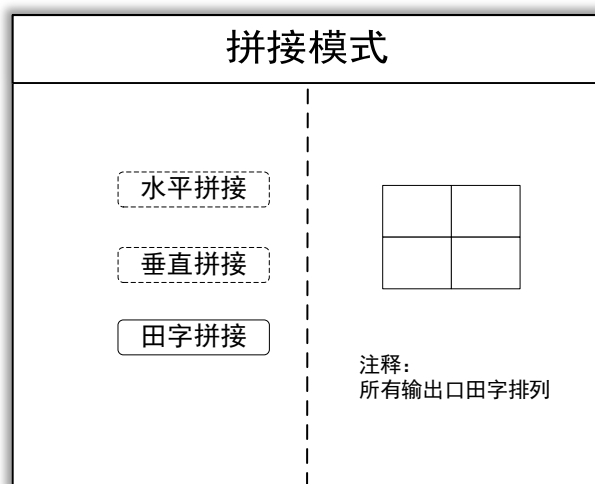 拼接模式
水平拼接
垂直拼接
田字拼接
注释：
所有输出口田字排列